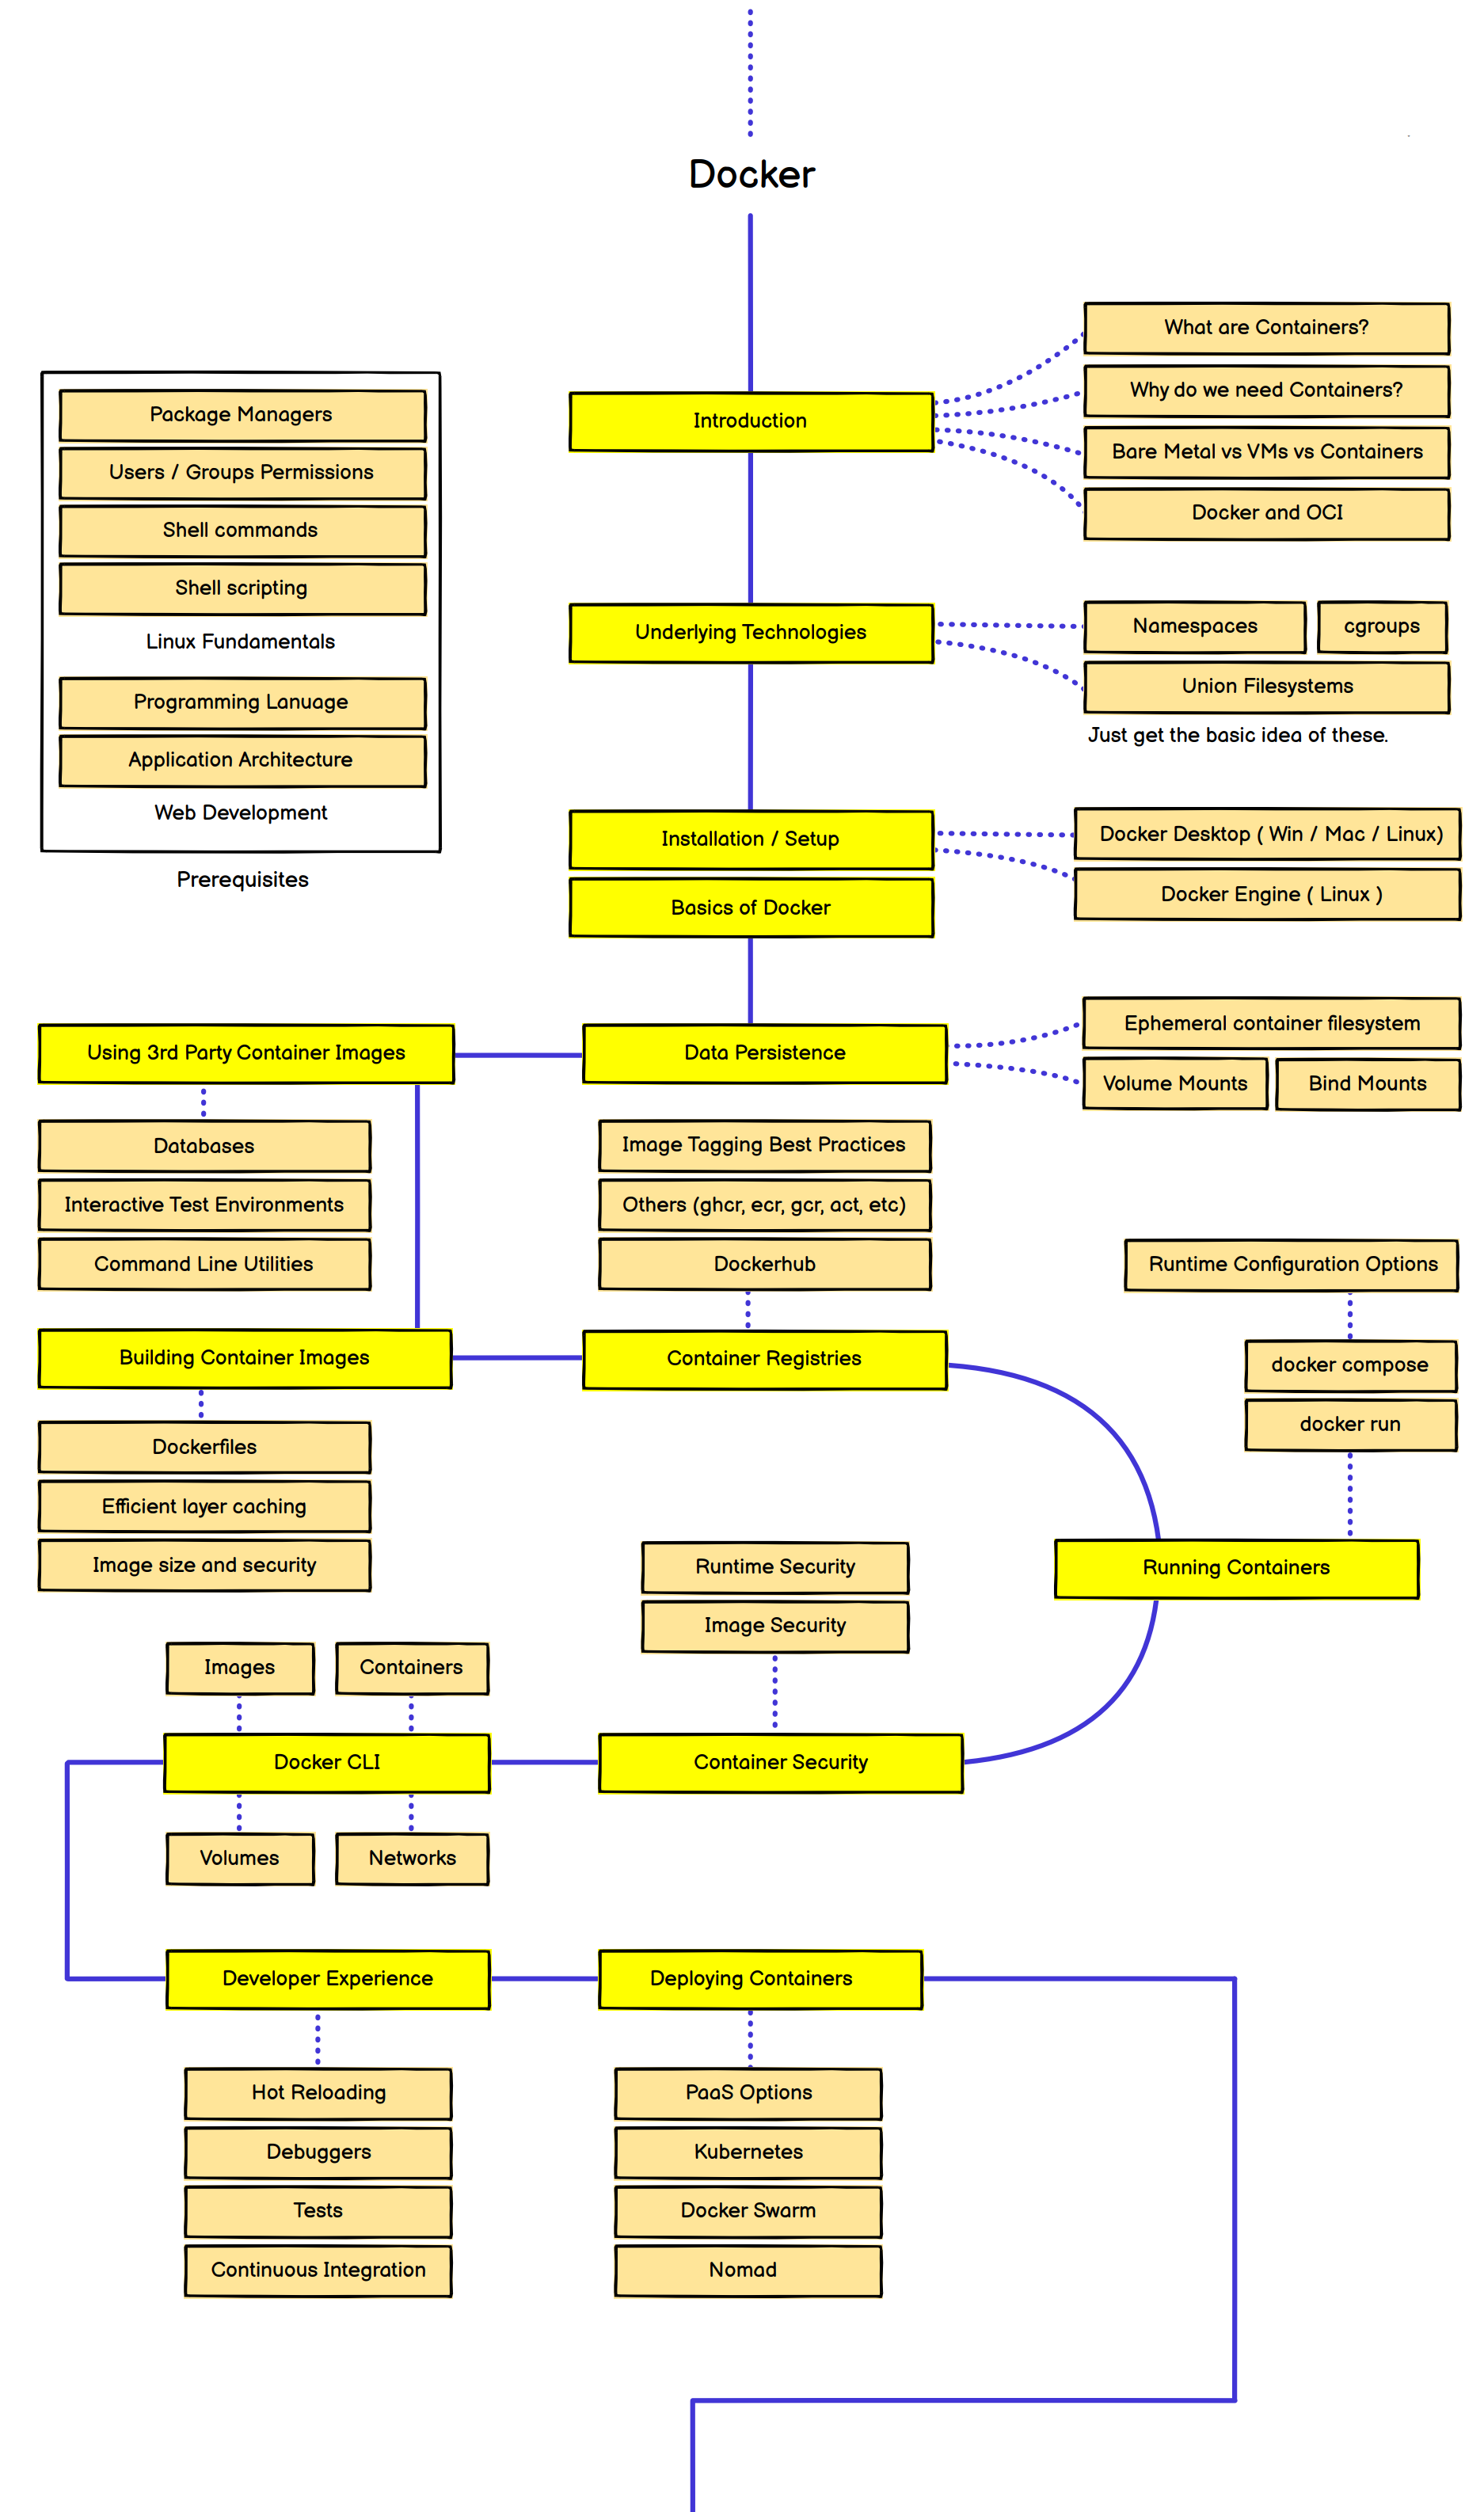 Docker
What are Containers?
Why do we need Containers?
Bare Metal vs VMs vs Containers
Docker and OCI
Introduction
Package Managers
Users / Groups Permissions
Shell commands
Shell scripting
Linux Fundamentals
Programming Lanuage
Application Architecture
Web Development
Prerequisites
Underlying Technologies
Namespaces
cgroups
Union Filesystems
Just get the basic idea of these.
Installation / Setup
Basics of Docker
Docker Desktop ( Win / Mac / Linux)
Docker Engine ( Linux )
Using 3rd Party Container Images
Data Persistence
Ephemeral container filesystem
Volume Mounts
Bind Mounts
Databases
Interactive Test Environments
Command Line Utilities
Image Tagging Best Practices
Others (ghcr, ecr, gcr, act, etc)
Dockerhub
Runtime Configuration Options
docker compose
docker run
Building Container Images
Container Registries
Dockerfiles
Efficient layer caching
Image size and security
Runtime Security
Image Security
Running Containers
Images
Containers
Docker CLI
Container Security
Volumes
Networks
Developer Experience
Deploying Containers
Hot Reloading
Debuggers
Tests
Continuous Integration
PaaS Options
Kubernetes
Docker Swarm
Nomad